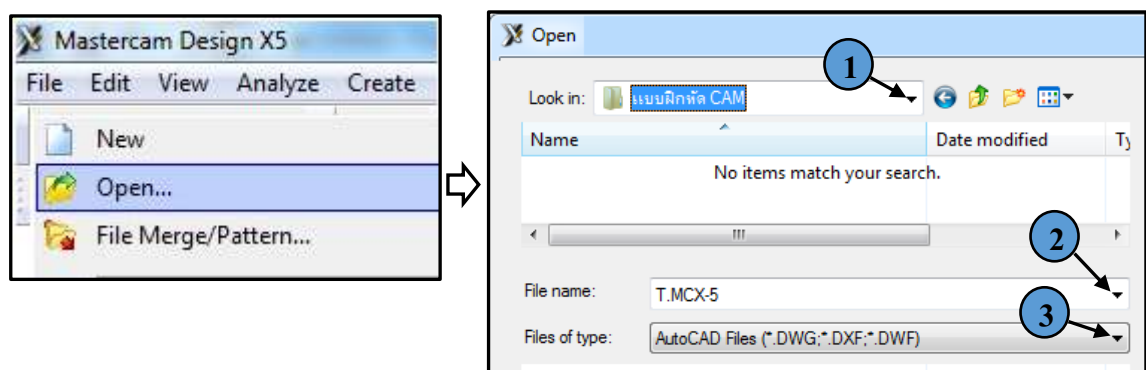 Mastercam Design X5
File Edit View Analyze Create
New
Open...
File Merge/Pattern...
Open
1
Look in: แบบฝึกหัด CAM
Name Date modified Ty
No items match your search.
2
File name: T.MCX-5
3
Files of type: AutoCAD Files (*.DWG;*.DXF;*.DWF)